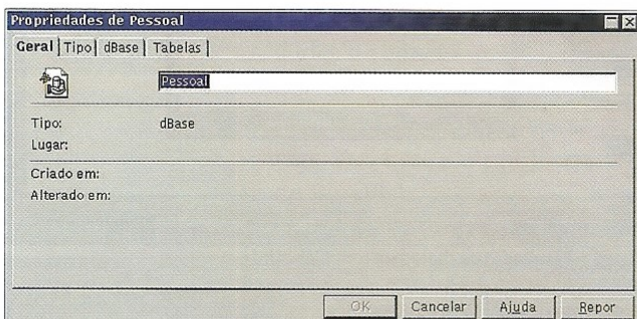 Propriedades de Pessoal
Geral Tipo dBase Tabelas
Pessoal
Tipo: dBase
Lugar:
Criado em:
Alterado em:
OK Cancelar Ajuda Repor